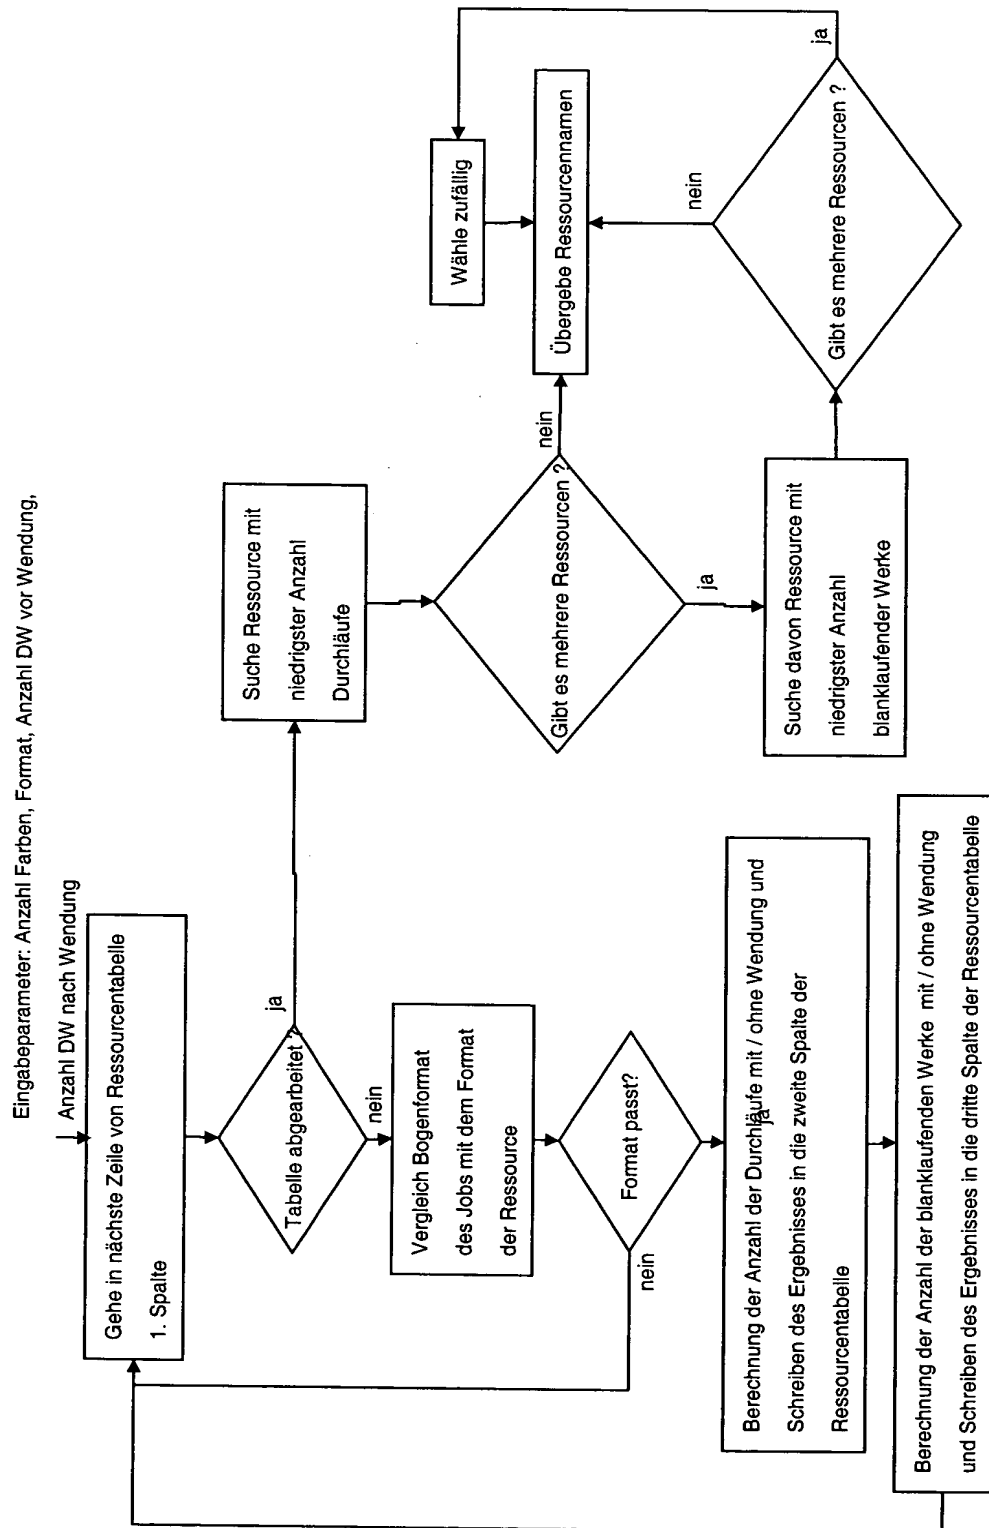 Eingabeparameter: Anzahl Farben, Format, Anzahl DW vor Wendung,
Anzahl DW nach Wendung
Gehe in nächste Zeile von Ressourcentabelle
1. Spalte
Tabelle abgearbeitet ?
ja
nein
Vergleich Bogenformat
des Jobs mit dem Format
der Ressource
Format passt?
nein
ja
Berechnung der Anzahl der Durchläufe mit / ohne Wendung und
Schreiben des Ergebnisses in die zweite Spalte der
Ressourcentabelle
Berechnung der Anzahl der blanklaufenden Werke mit / ohne Wendung
und Schreiben des Ergebnisses in die dritte Spalte der Ressourcentabelle
Suche Ressource mit
niedrigster Anzahl
Durchläufe
Gibt es mehrere Ressourcen ?
nein
ja
Suche davon Ressource mit
niedrigster Anzahl
blanklaufender Werke
Gibt es mehrere Ressourcen ?
nein
ja
Wähle zufällig
Übergebe Ressourcennamen